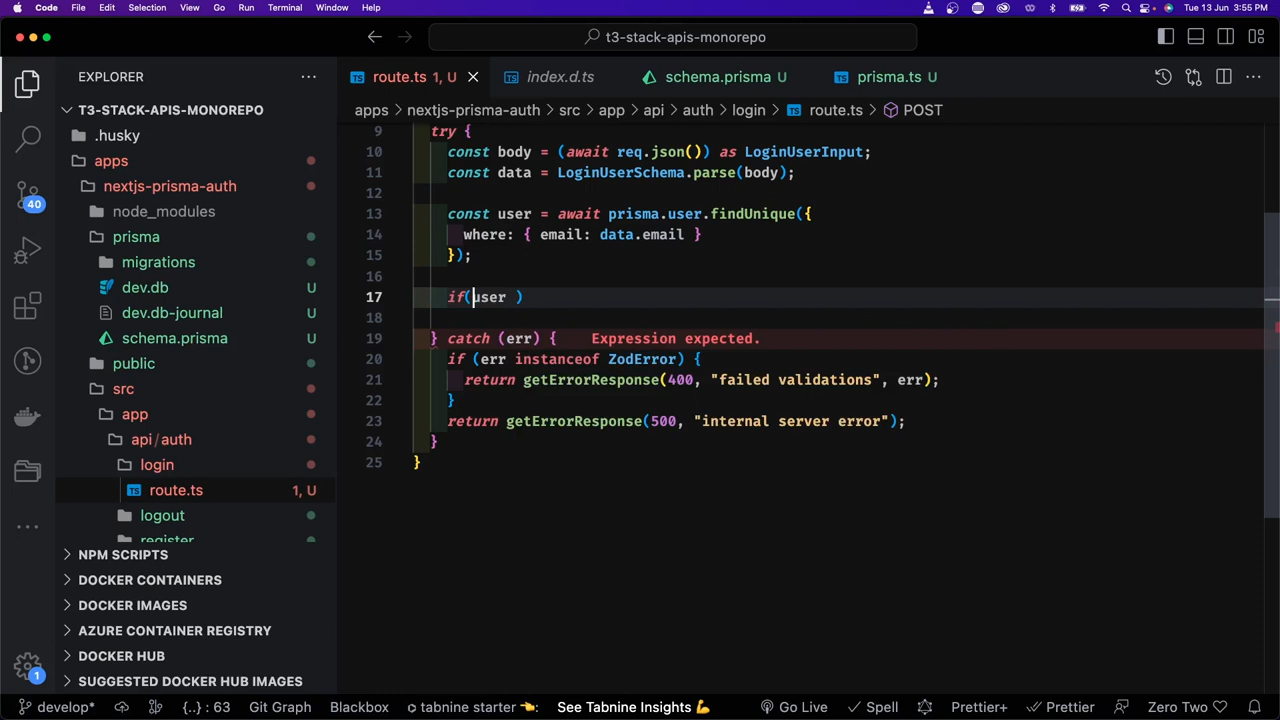 Code File Edit Selection View Go Run Terminal Window Help Tue 13 Jun 3:55 PM
t3-stack-apis-monorepo
EXPLORER
T3-STACK-APIS-MONOREPO
.husky
apps
nextjs-prisma-auth
node_modules
prisma
migrations
dev.db U
dev.db-journal U
schema.prisma U
public
src
app
api/auth
login
route.ts 1, U
logout
register
NPM SCRIPTS
DOCKER CONTAINERS
DOCKER IMAGES
AZURE CONTAINER REGISTRY
DOCKER HUB
SUGGESTED DOCKER HUB IMAGES
40
1
TS route.ts 1, U TS index.d.ts schema.prisma U TS prisma.ts U
apps > nextjs-prisma-auth > src > app > api > auth > login > TS route.ts > POST
9 try {
10 const body = (await req.json()) as LoginUserInput;
11 const data = LoginUserSchema.parse(body);
12
13 const user = await prisma.user.findUnique({
14 where: { email: data.email }
15 });
16
17 if(user )
18
19 } catch (err) { Expression expected.
20 if (err instanceof ZodError) {
21 return getErrorResponse(400, "failed validations", err);
22 }
23 return getErrorResponse(500, "internal server error");
24 }
25 }
develop* {..} : 63 Git Graph Blackbox tabnine starter 👈 See Tabnine Insights 💪 Go Live Spell Prettier+ Prettier Zero Two